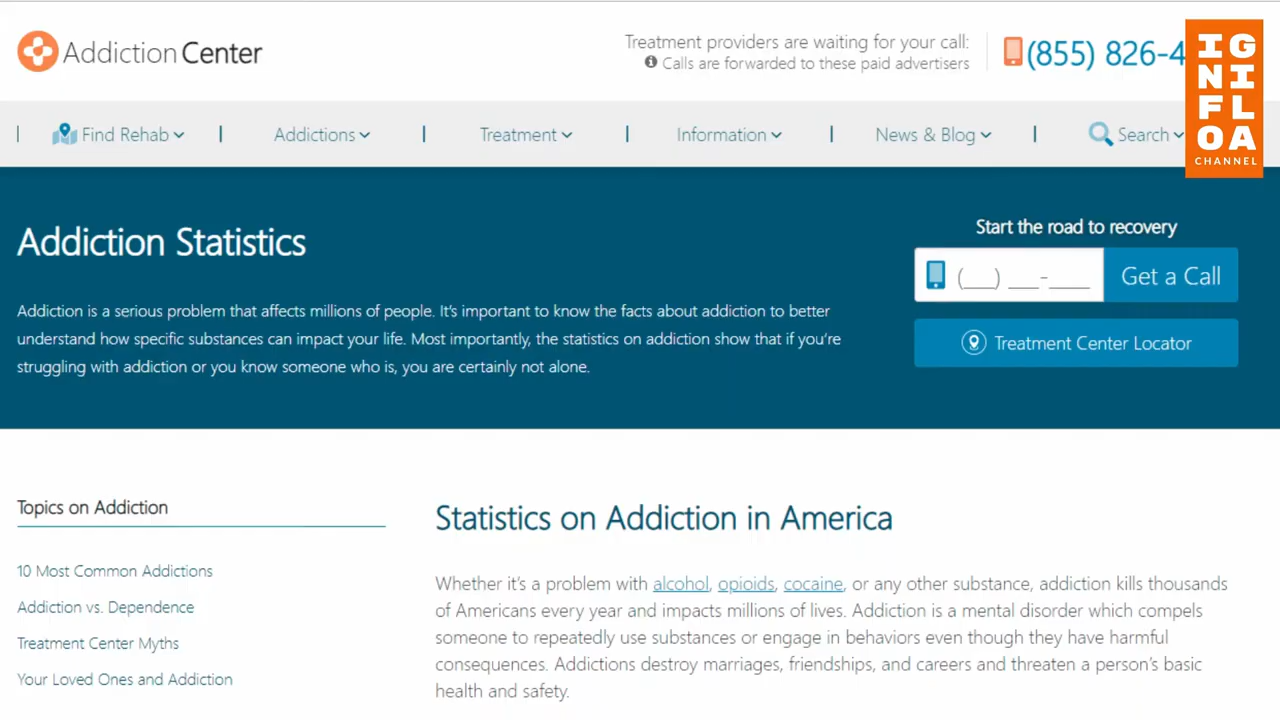 Addiction Center
Treatment providers are waiting for your call:
Calls are forwarded to these paid advertisers
(855) 826-4
IGNIFLOA
CHANNEL
Find Rehab
Addictions
Treatment
Information
News & Blog
Search
Addiction Statistics
Addiction is a serious problem that affects millions of people. It's important to know the facts about addiction to better
understand how specific substances can impact your life. Most importantly, the statistics on addiction show that if you're
struggling with addiction or you know someone who is, you are certainly not alone.
Start the road to recovery
(___) ___-____
Get a Call
Treatment Center Locator
Topics on Addiction
10 Most Common Addictions
Addiction vs. Dependence
Treatment Center Myths
Your Loved Ones and Addiction
Statistics on Addiction in America
Whether it's a problem with alcohol, opioids, cocaine, or any other substance, addiction kills thousands
of Americans every year and impacts millions of lives. Addiction is a mental disorder which compels
someone to repeatedly use substances or engage in behaviors even though they have harmful
consequences. Addictions destroy marriages, friendships, and careers and threaten a person's basic
health and safety.